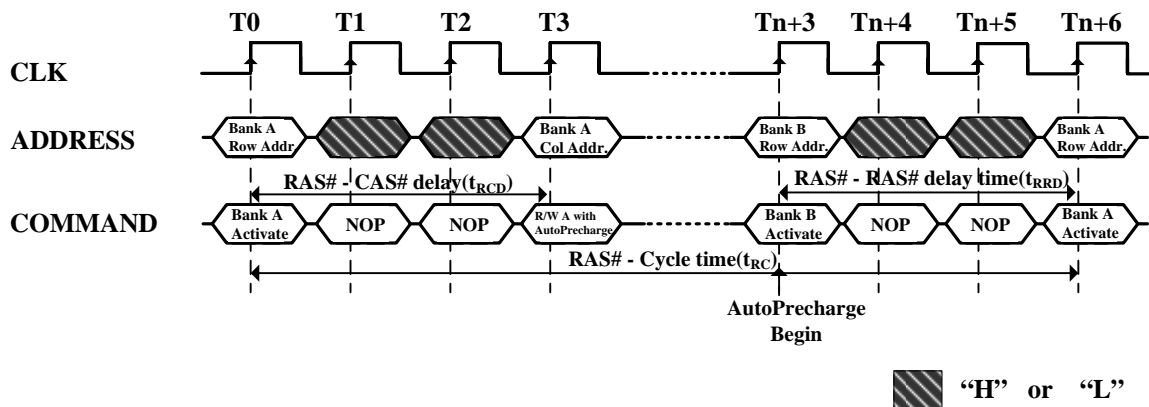 T0 T1 T2 T3 Tn+3 Tn+4 Tn+5 Tn+6
CLK
ADDRESS
Bank A
Row Addr.
Bank A
Col Addr.
Bank B
Row Addr.
Bank A
Row Addr.
RAS# - CAS# delay(tRCD)
RAS# - RAS# delay time(tRRD)
COMMAND
Bank A
Activate
NOP
NOP
R/W A with
AutoPrecharge
Bank B
Activate
NOP
NOP
Bank A
Activate
RAS# - Cycle time(tRC)
AutoPrecharge
Begin
“H” or “L”